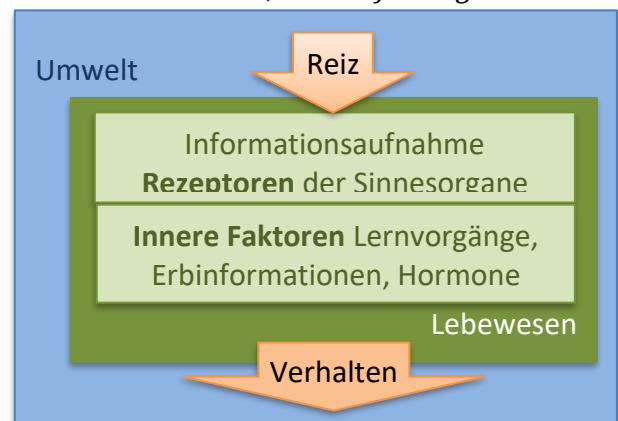 Umwelt
Reiz
Informationsaufnahme
Rezeptoren der Sinnesorgane
Innere Faktoren Lernvorgänge,
Erbinformationen, Hormone
Lebewesen
Verhalten